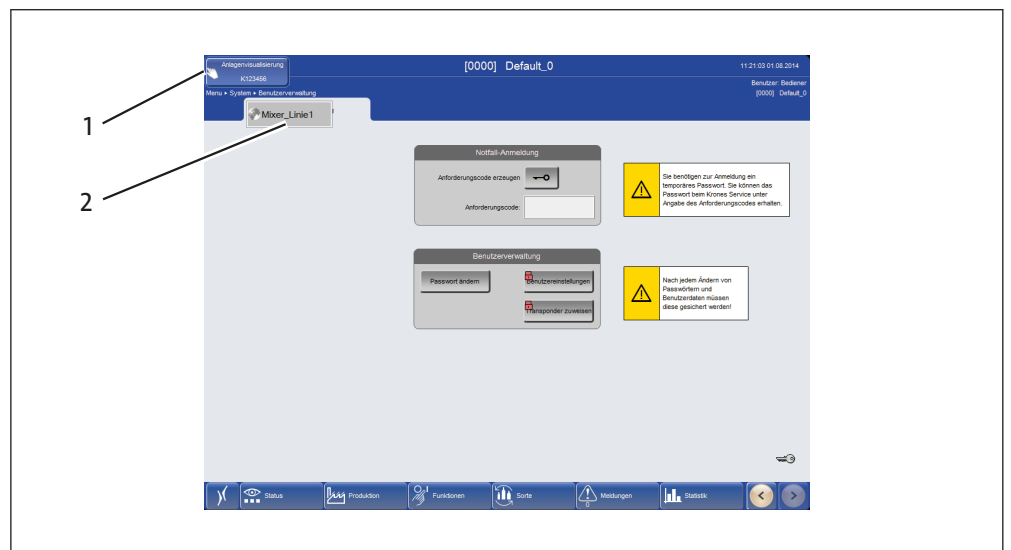 Anlagenvisualisierung
K123456
[0000] Default_0
11:21:03 01.08.2014
Benutzer: Bediener
[0000] Default_0
Menu ▸ System ▸ Benutzerverwaltung
1
Mixer_Linie1
2
Notfall-Anmeldung
Anforderungscode erzeugen
Anforderungscode:
Sie benötigen zur Anmeldung ein
temporäres Passwort. Sie können das
Passwort beim Krones Service unter
Angabe des Anforderungscodes erhalten.
Benutzerverwaltung
Passwort ändern
Benutzereinstellungen
Transponder zuweisen
Nach jedem Ändern von
Passwörtern und
Benutzerdaten müssen
diese gesichert werden!
Status
Produktion
Funktionen
Sorte
Meldungen
Statistik